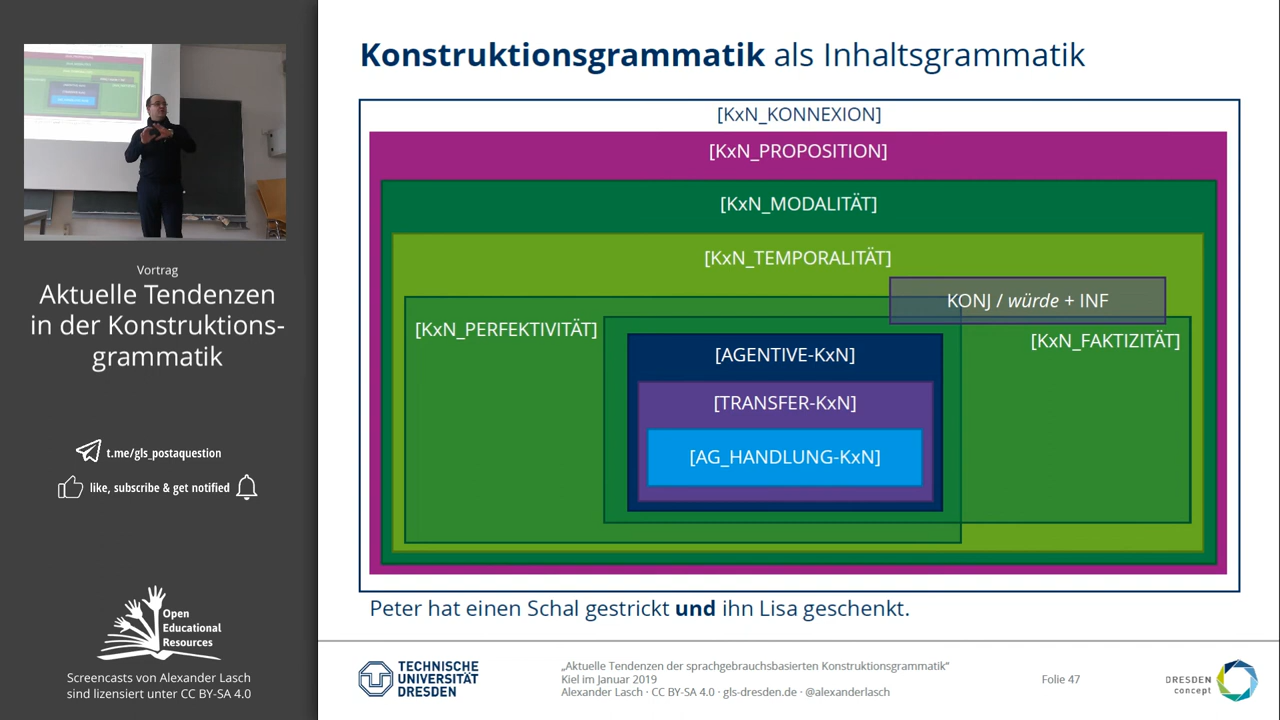 Vortrag
Aktuelle Tendenzen
in der Konstruktions-
grammatik
t.me/gls_postaquestion
like, subscribe & get notified
Open
Educational
Resources
Screencasts von Alexander Lasch
sind lizensiert unter CC BY-SA 4.0
Konstruktionsgrammatik als Inhaltsgrammatik
[KxN_KONNEXION]
[KxN_PROPOSITION]
[KxN_MODALITÄT]
[KxN_TEMPORALITÄT]
KONJ / würde + INF
[KxN_PERFEKTIVITÄT]
[KxN_FAKTIZITÄT]
[AGENTIVE-KxN]
[TRANSFER-KxN]
[AG_HANDLUNG-KxN]
Peter hat einen Schal gestrickt und ihn Lisa geschenkt.
TECHNISCHE
UNIVERSITÄT
DRESDEN
„Aktuelle Tendenzen der sprachgebrauchsbasierten Konstruktionsgrammatik“
Kiel im Januar 2019
Alexander Lasch · CC BY-SA 4.0 · gls-dresden.de · @alexanderlasch
Folie 47
DRESDEN
concept